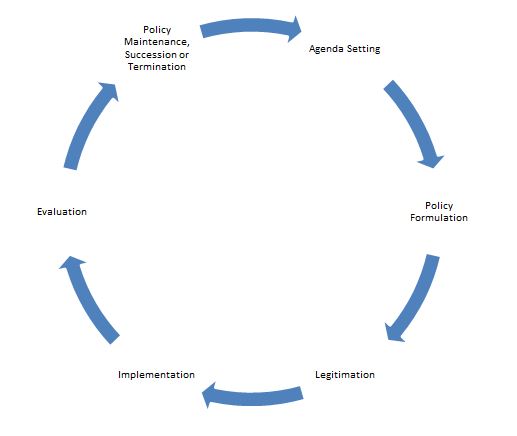 Policy
Maintenance,
Succession or
Termination
Agenda Setting
Policy
Formulation
Legitimation
Implementation
Evaluation